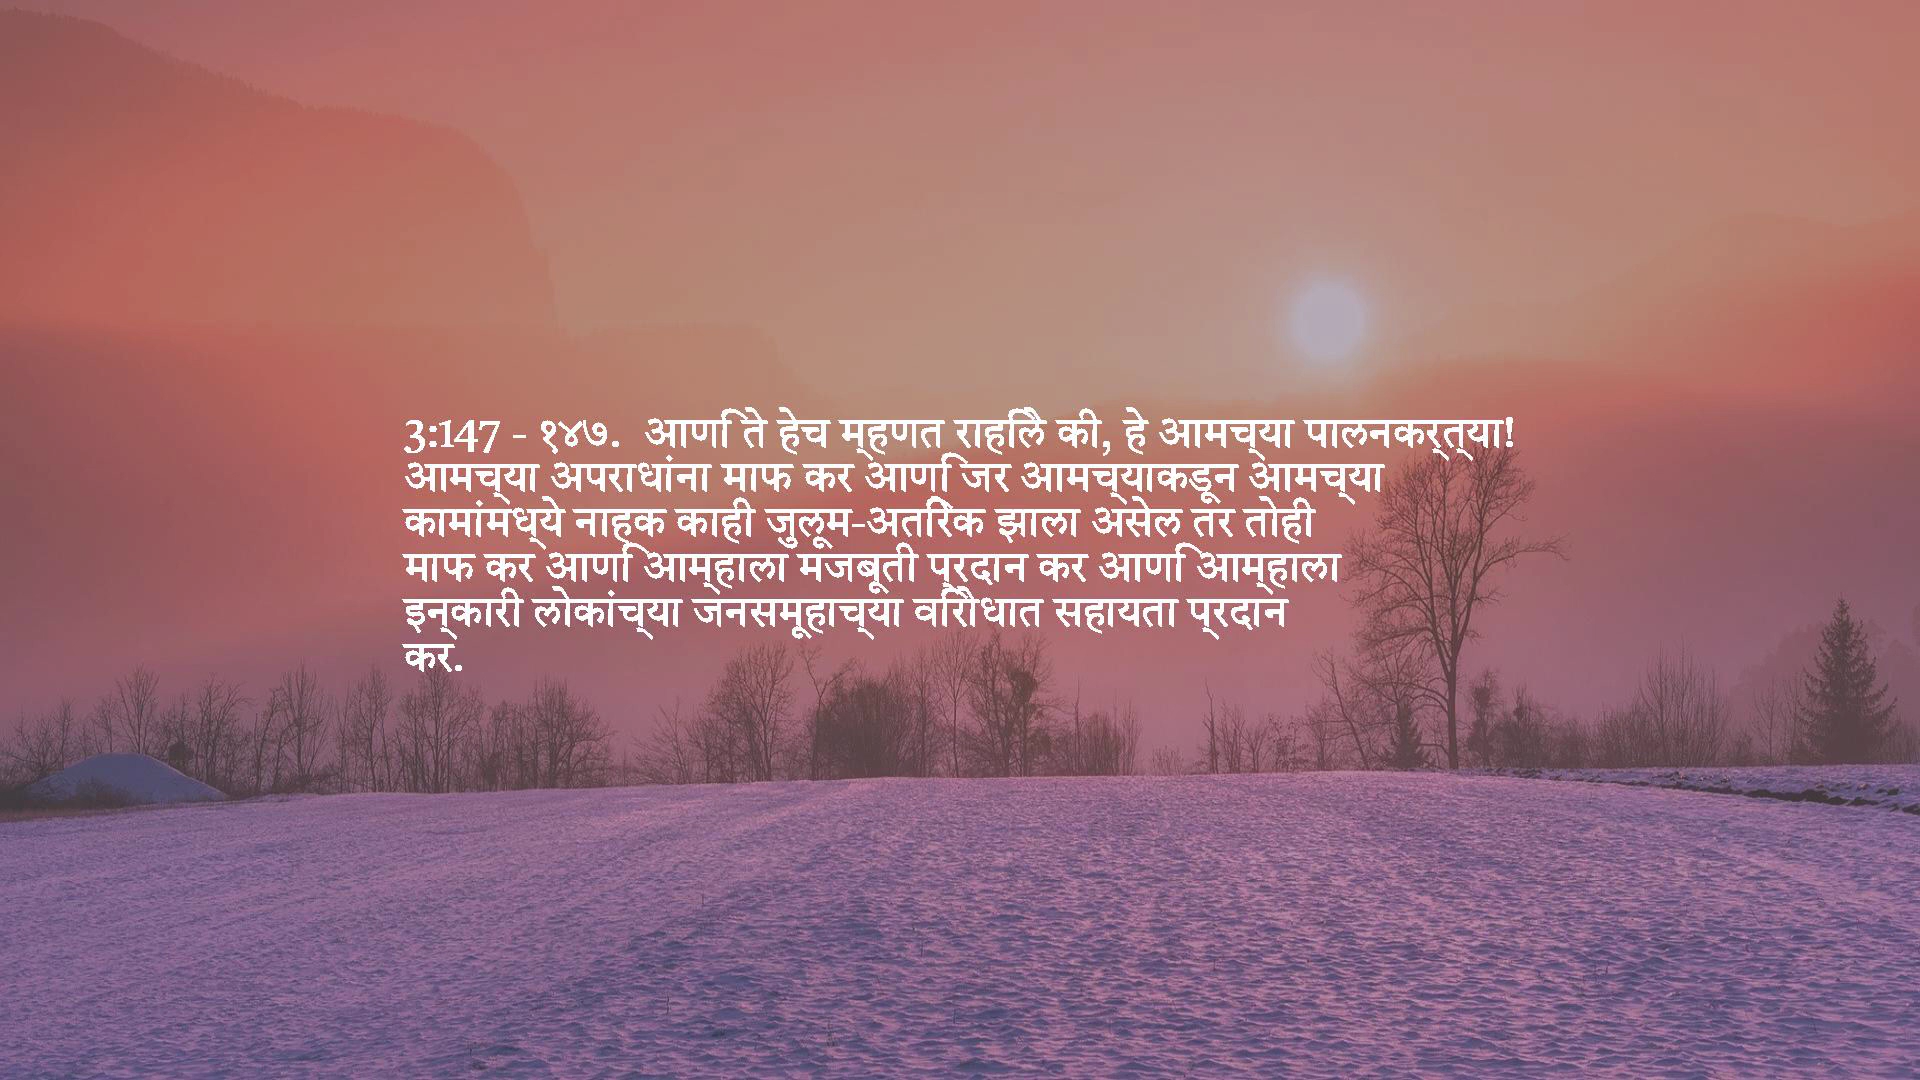 3:147 - १४७. आणि ते हेच म्हणत राहिले की, हे आमच्या पालनकर्त्या!
आमच्या अपराधांना माफ कर आणि जर आमच्याकडून आमच्या
कामांमध्ये नाहक काही जुलूम-अतिरेक झाला असेल तर तोही
माफ कर आणि आम्हाला मजबूती प्रदान कर आणि आम्हाला
इन्कारी लोकांच्या जनसमूहाच्या विरोधात सहायता प्रदान
कर.